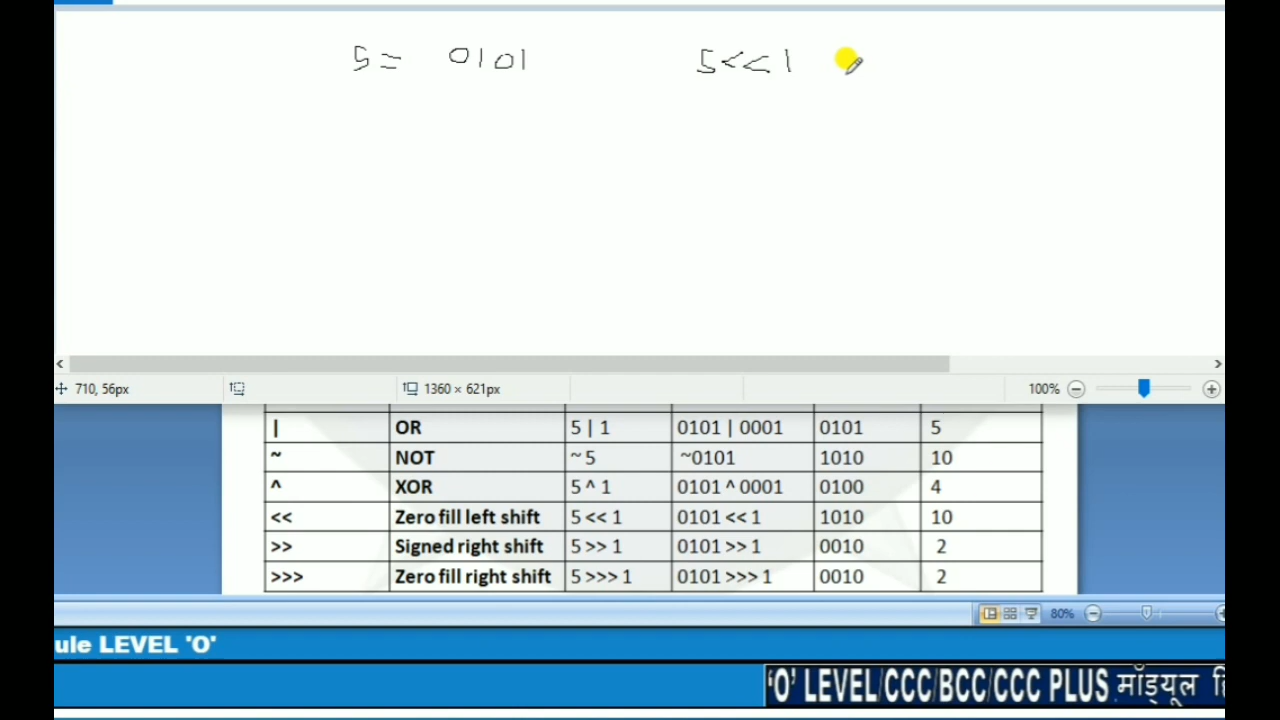 5 = 0101 5<<1
710, 56px 1360 × 621px 100%
| OR 5 | 1 0101 | 0001 0101 5
~ NOT ~ 5 ~0101 1010 10
^ XOR 5 ^ 1 0101 ^ 0001 0100 4
<< Zero fill left shift 5 << 1 0101 << 1 1010 10
>> Signed right shift 5 >> 1 0101 >> 1 0010 2
>>> Zero fill right shift 5 >>> 1 0101 >>> 1 0010 2
80%
ule LEVEL 'O'
'O' LEVEL/CCC/BCC/CCC PLUS मॉड्यूल